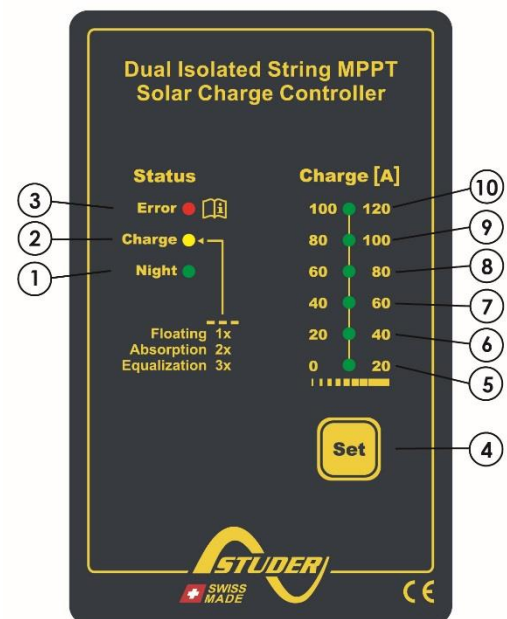 Dual Isolated String MPPT
Solar Charge Controller
Status
3 Error
2 Charge
1 Night
Floating 1x
Absorption 2x
Equalization 3x
Charge [A]
100 120 10
80 100 9
60 80 8
40 60 7
20 40 6
0 20 5
Set 4
STUDER
SWISS
MADE
CE